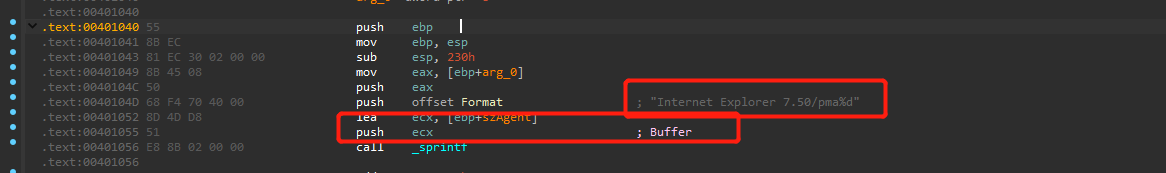 .text:00401040
.text:00401040 55 push ebp
.text:00401041 8B EC mov ebp, esp
.text:00401043 81 EC 30 02 00 00 sub esp, 230h
.text:00401049 8B 45 08 mov eax, [ebp+arg_0]
.text:0040104C 50 push eax
.text:0040104D 68 F4 70 40 00 push offset Format ; "Internet Explorer 7.50/pma%d"
.text:00401052 8D 4D D8 lea ecx, [ebp+szAgent]
.text:00401055 51 push ecx ; Buffer
.text:00401056 E8 8B 02 00 00 call _sprintf
.text:00401056